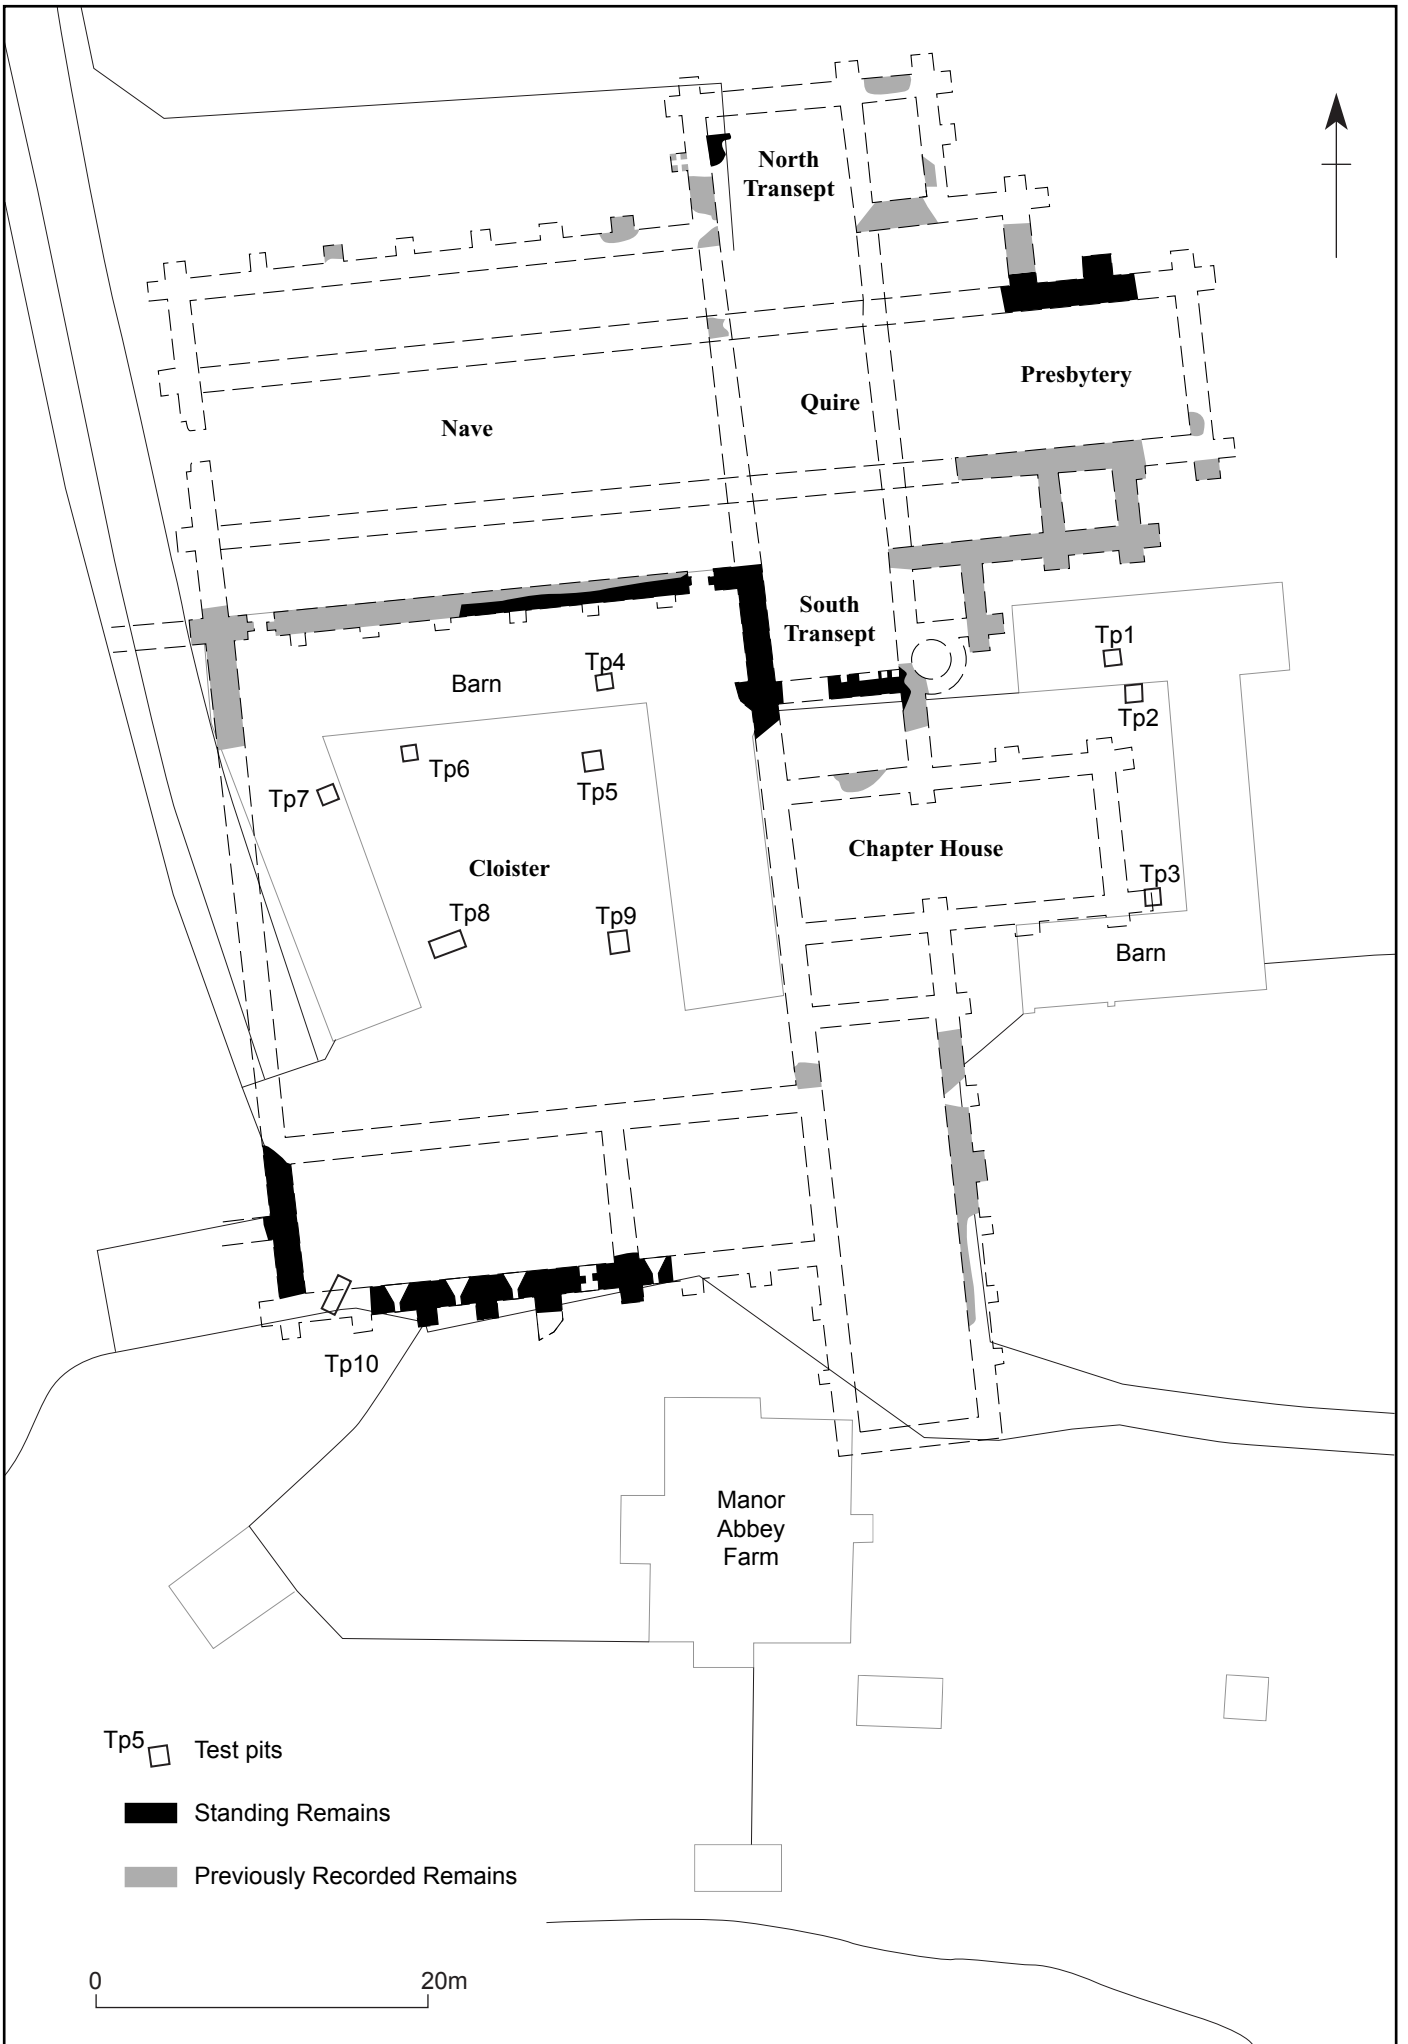 North
Transept
Presbytery
Quire
Nave
South
Transept
Tp1
Tp4
Barn
Tp2
Tp6
Tp5
Tp7
Chapter House
Cloister
Tp3
Tp8
Tp9
Barn
Tp10
Manor
Abbey
Farm
Tp5
Test pits
Standing Remains
Previously Recorded Remains
0
20m